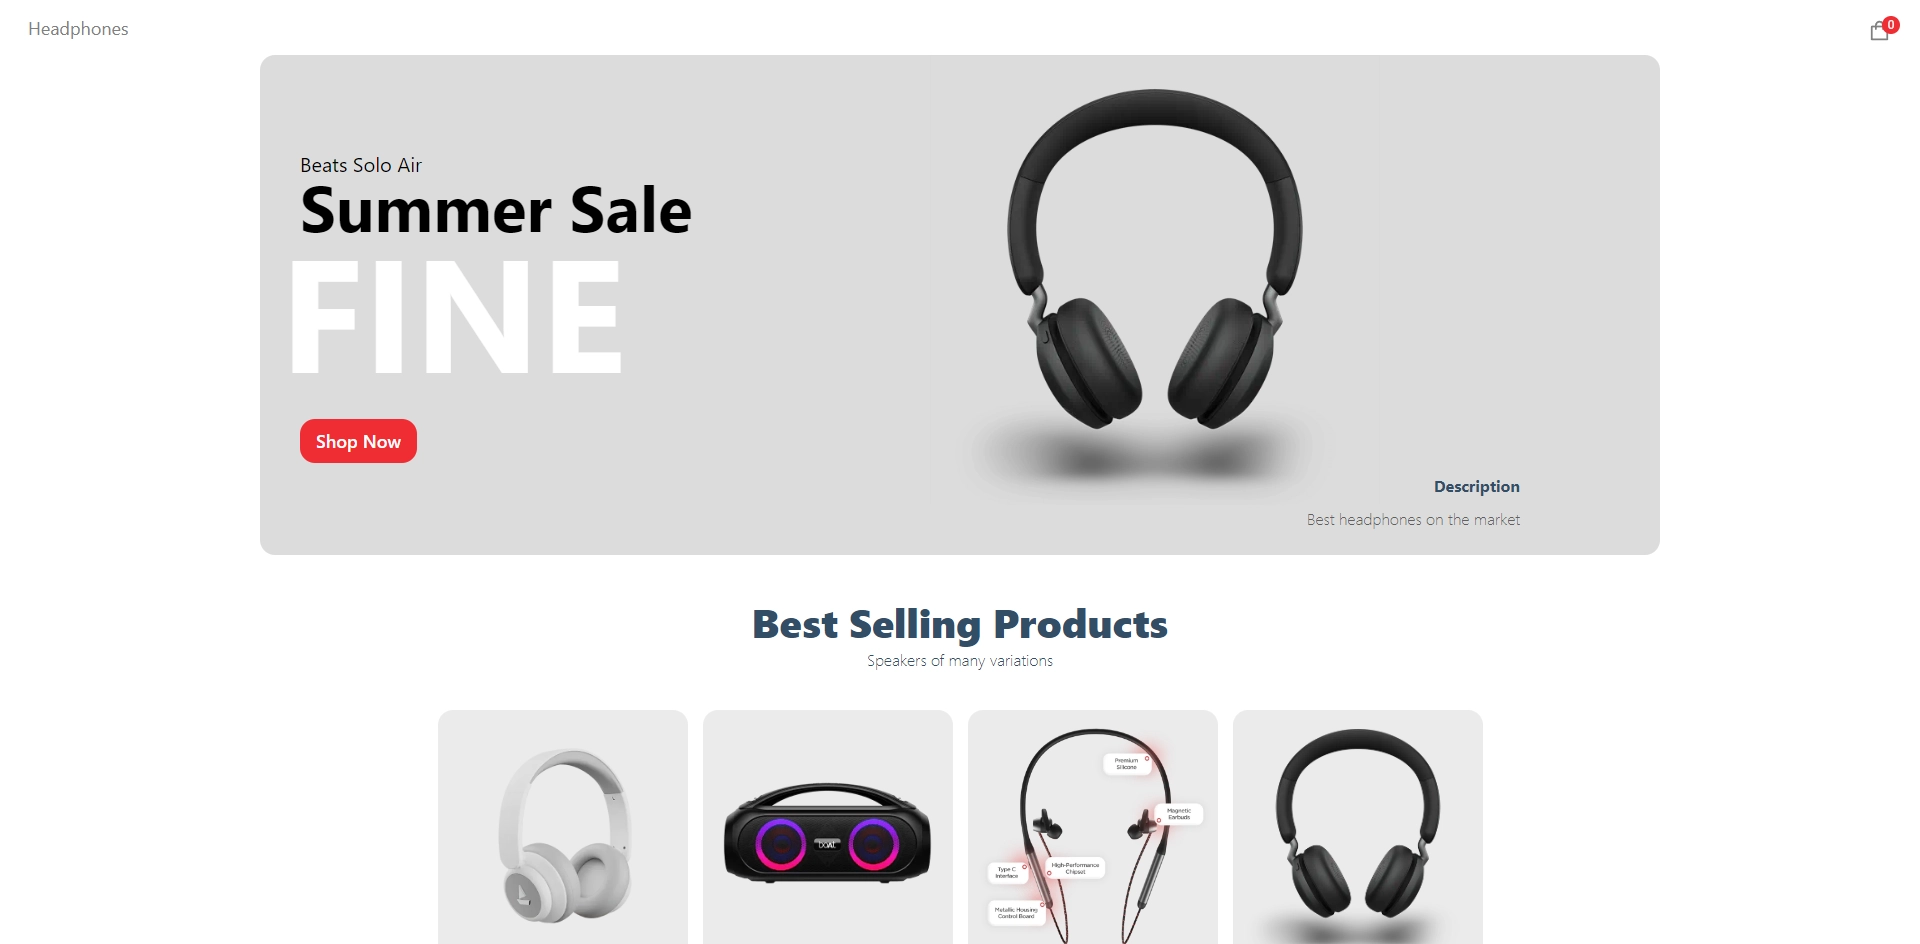 Headphones
0
Beats Solo Air
Summer Sale
FINE
Shop Now
Description
Best headphones on the market
Best Selling Products
Speakers of many variations
Premium
Silicone
Magnetic
Earbuds
Type C
Interface
High-Performance
Chipset
Metallic Housing
Control Board